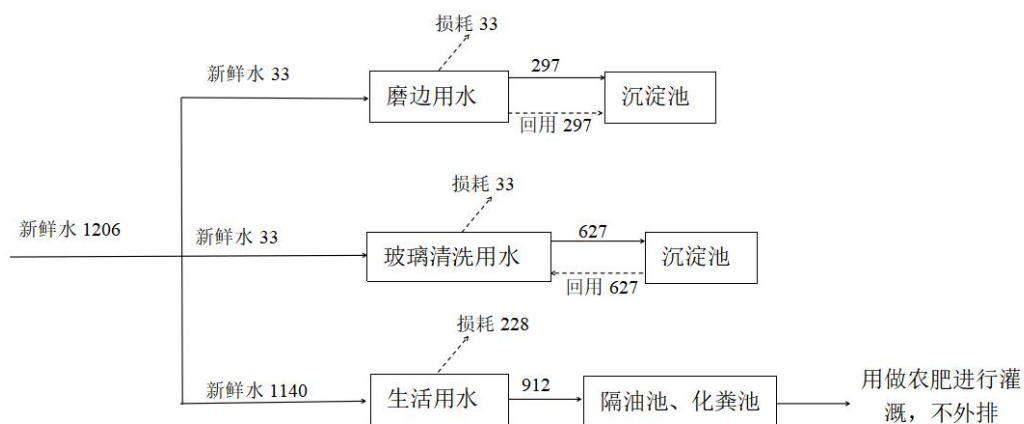 损耗 33
新鲜水 33
磨边用水
297
回用 297
沉淀池
新鲜水 1206
损耗 33
新鲜水 33
玻璃清洗用水
627
回用 627
沉淀池
损耗 228
新鲜水 1140
生活用水
912
隔油池、化粪池
用做农肥进行灌
溉，不外排